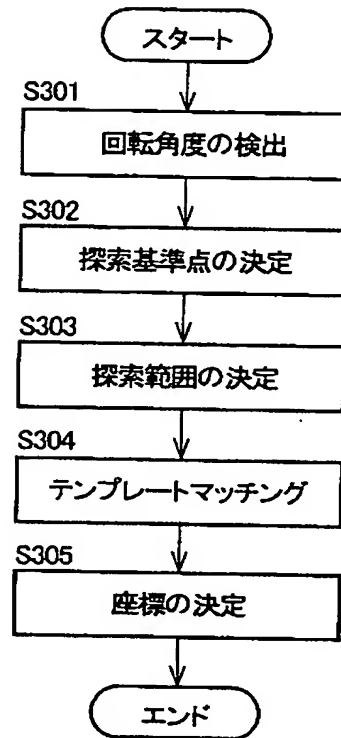 スタート
S301
回転角度の検出
S302
探索基準点の決定
S303
探索範囲の決定
S304
テンプレートマッチング
S305
座標の決定
エンド